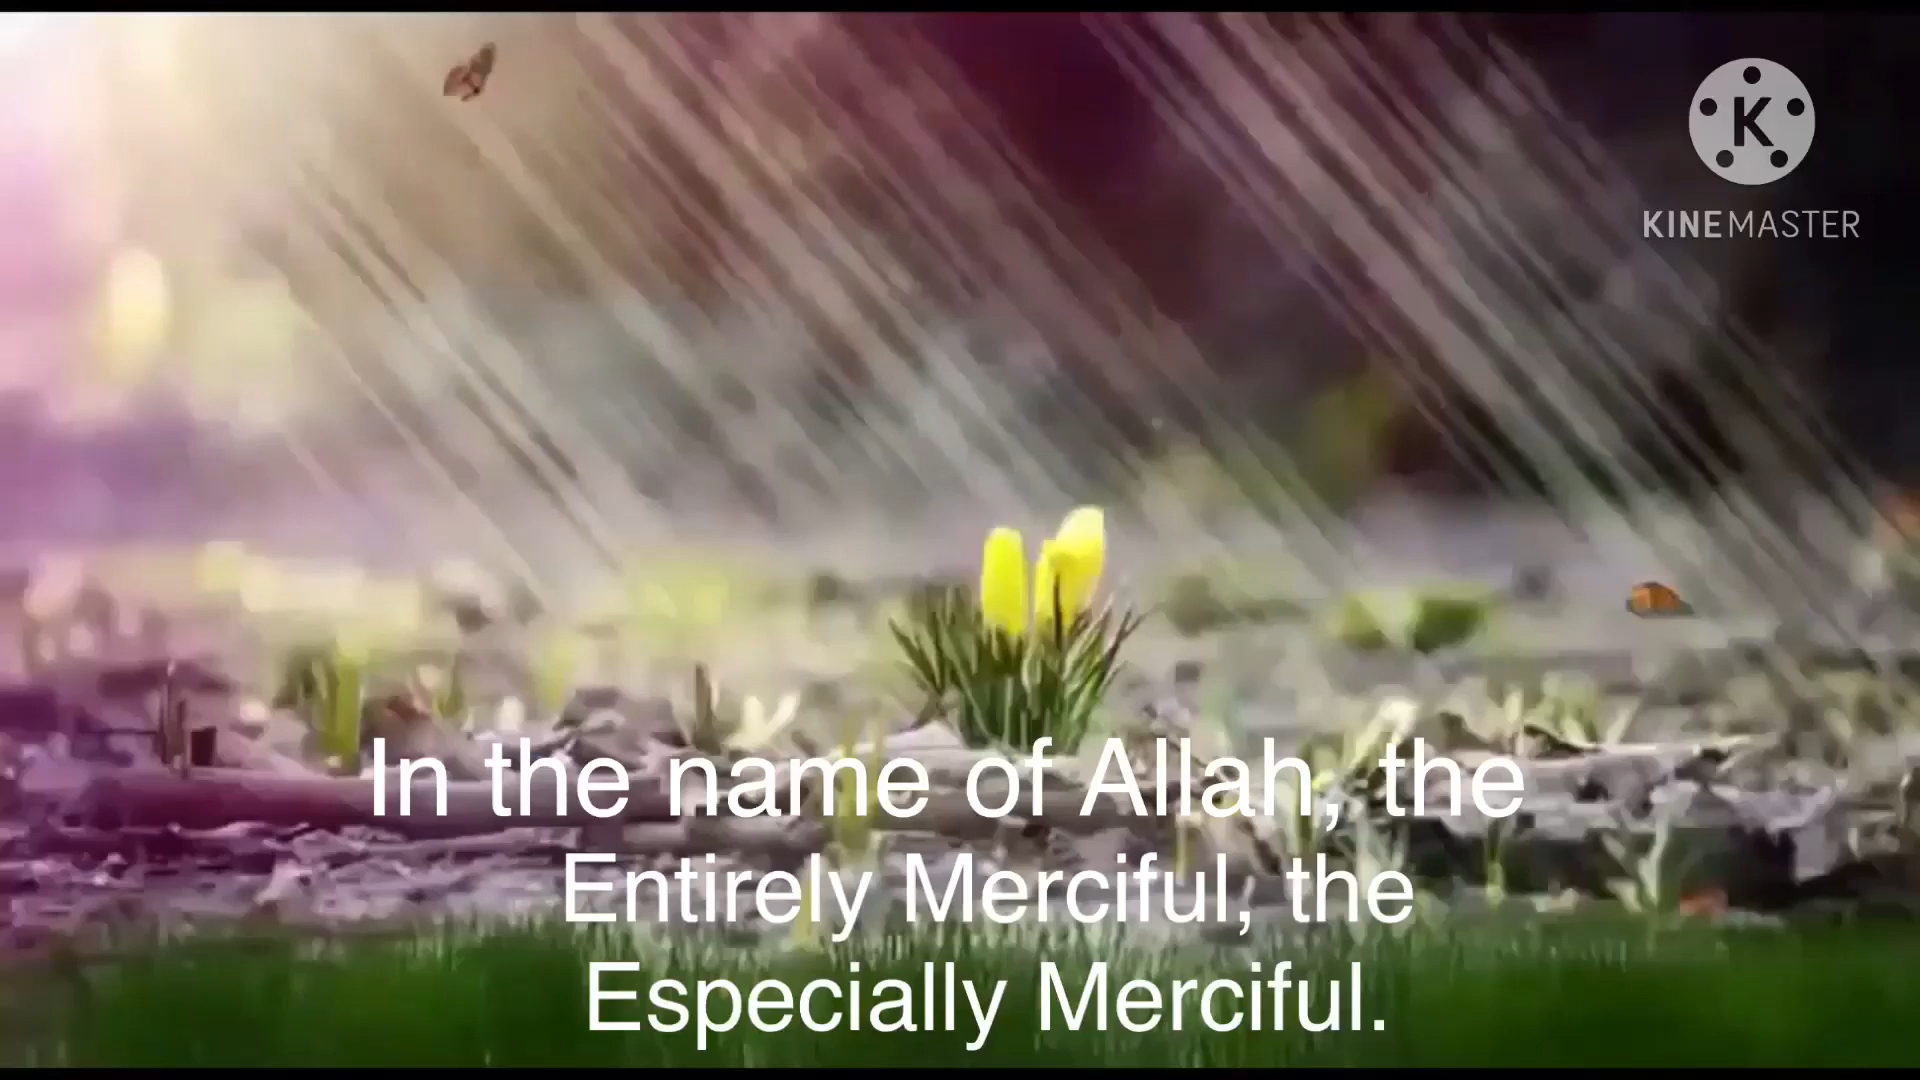 K
KINEMASTER
In the name of Allah, the
Entirely Merciful, the
Especially Merciful.